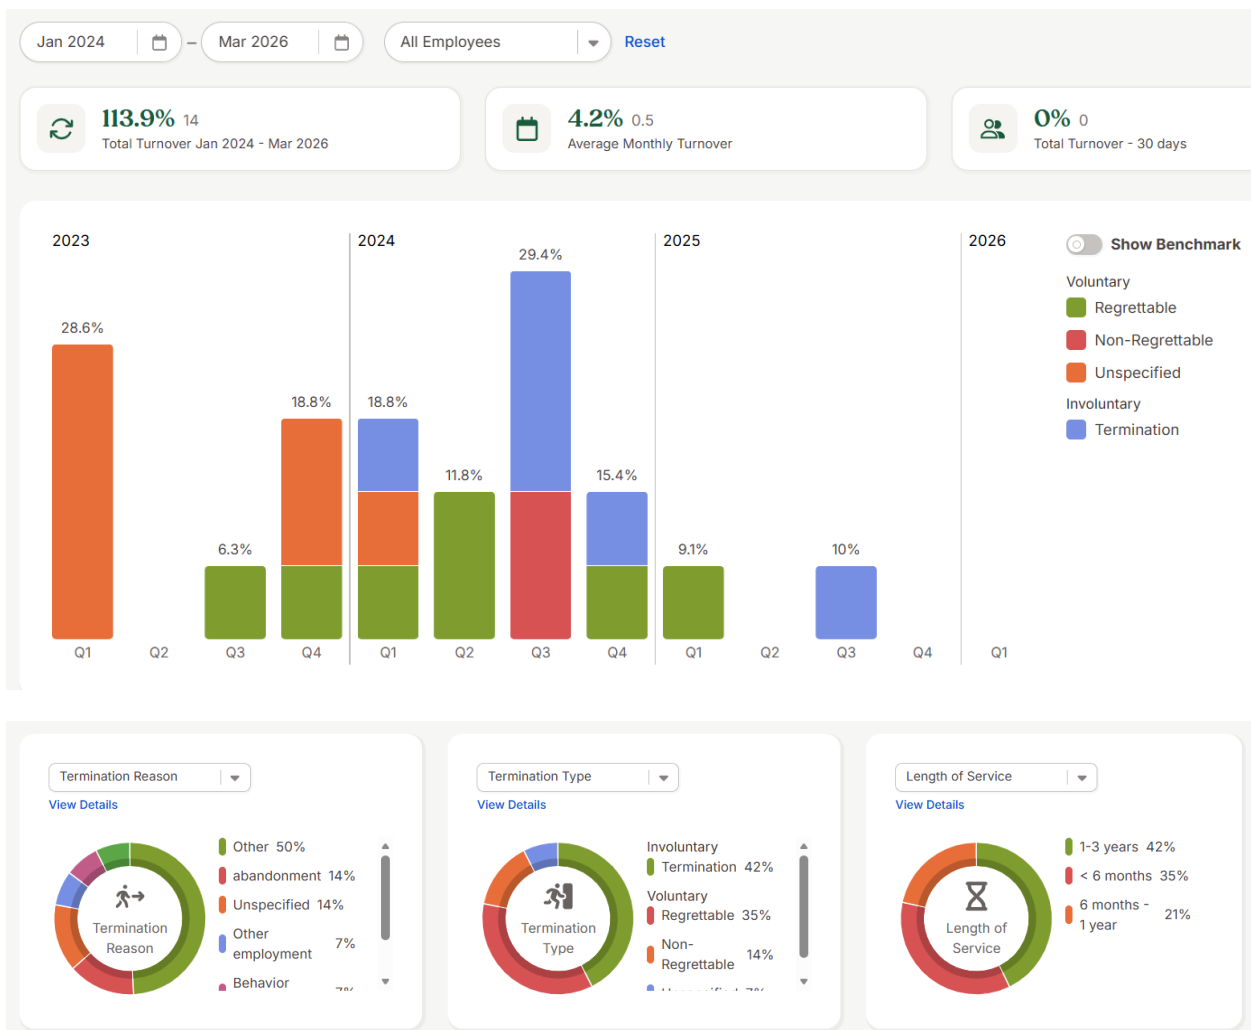 Jan 2024 – Mar 2026 All Employees Reset
113.9% 14
Total Turnover Jan 2024 - Mar 2026
4.2% 0.5
Average Monthly Turnover
0% 0
Total Turnover - 30 days
2023 2024 2025 2026
Show Benchmark
Voluntary
Regrettable
Non-Regrettable
Unspecified
Involuntary
Termination
28.6%
6.3%
18.8%
18.8%
11.8%
29.4%
15.4%
9.1%
10%
Q1 Q2 Q3 Q4 Q1 Q2 Q3 Q4 Q1 Q2 Q3 Q4 Q1
Termination Reason
View Details
Termination
Reason
Other 50%
abandonment 14%
Unspecified 14%
Other
employment 7%
Behavior
7%
Termination Type
View Details
Termination
Type
Involuntary
Termination 42%
Voluntary
Regrettable 35%
Non-
Regrettable 14%
Unspecified 7%
Length of Service
View Details
Length of
Service
1-3 years 42%
< 6 months 35%
6 months -
1 year 21%